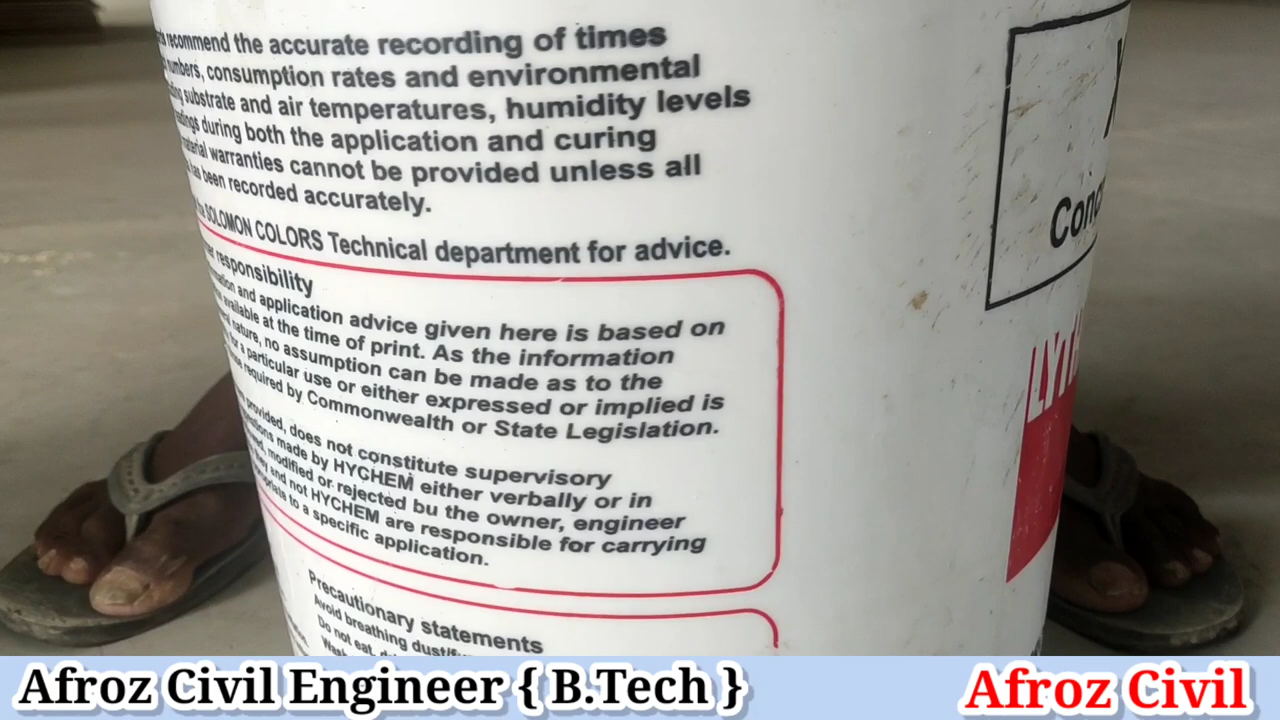 recommend the accurate recording of times
numbers, consumption rates and environmental
substrate and air temperatures, humidity levels
during both the application and curing
warranties cannot be provided unless all
been recorded accurately.
SOLOMON COLORS Technical department for advice.
responsibility
and application advice given here is based on
available at the time of print. As the information
nature, no assumption can be made as to the
a particular use or either expressed or implied is
required by Commonwealth or State Legislation.
provided, does not constitute supervisory
made by HYCHEM either verbally or in
modified or rejected bu the owner, engineer
and not HYCHEM are responsible for carrying
to a specific application.
Precautionary statements
Avoid breathing
Do not eat,
Afroz Civil Engineer { B.Tech }
Afroz Civil